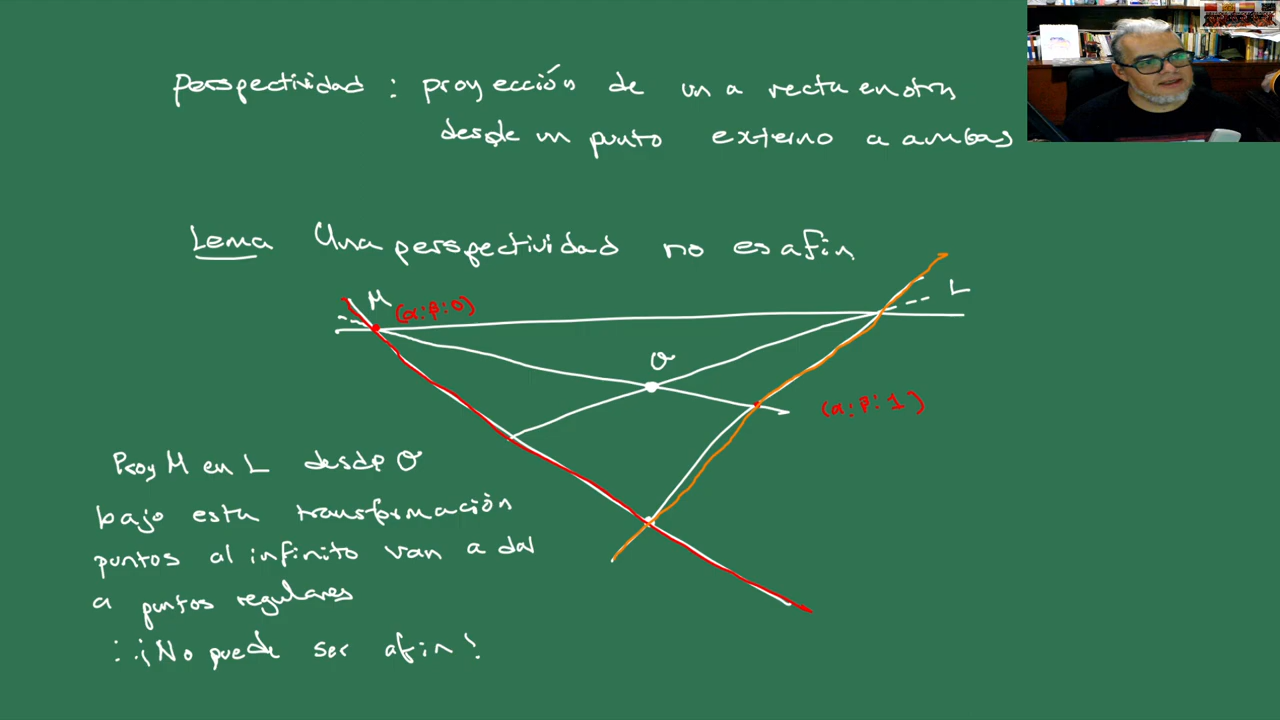 Perspectividad : proyección de una recta en otra
desde un punto externo a ambas
Lema Una perspectividad no es afín
M
(α:β:0)
L
O
(α:β:1)
Proy M en L desde O
bajo esta transformación
puntos al infinito van a dar
a puntos regulares
∴ ¡No puede ser afín!